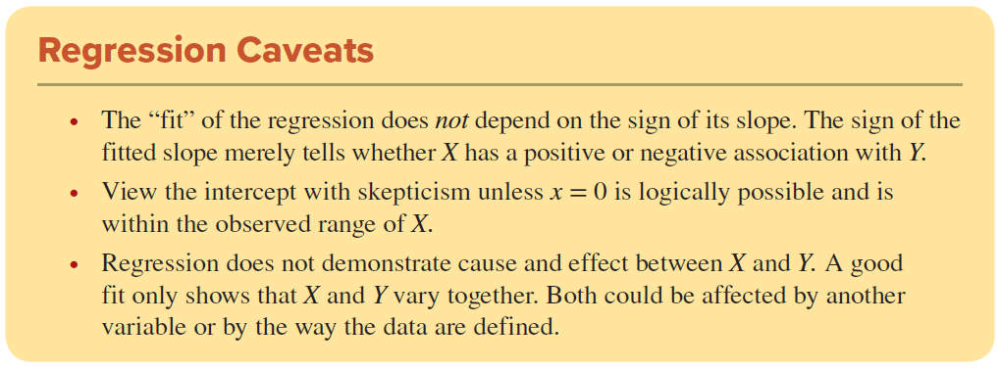 Regression Caveats
• The “fit” of the regression does not depend on the sign of its slope. The sign of the
fitted slope merely tells whether X has a positive or negative association with Y.
• View the intercept with skepticism unless x = 0 is logically possible and is
within the observed range of X.
• Regression does not demonstrate cause and effect between X and Y. A good
fit only shows that X and Y vary together. Both could be affected by another
variable or by the way the data are defined.